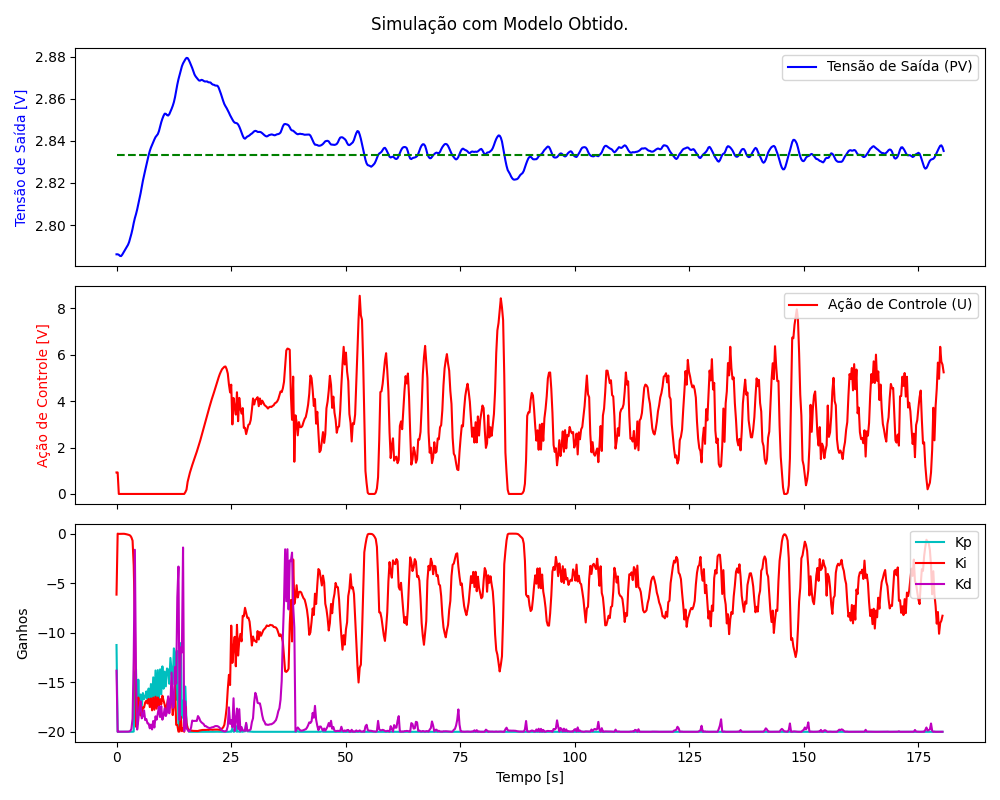 Simulação com Modelo Obtido.
Tensão de Saída [V]
2.88
2.86
2.84
2.82
2.80
Tensão de Saída (PV)
Ação de Controle [V]
8
6
4
2
0
Ação de Controle (U)
Ganhos
0
−5
−10
−15
−20
Kp
Ki
Kd
0
25
50
75
100
125
150
175
Tempo [s]